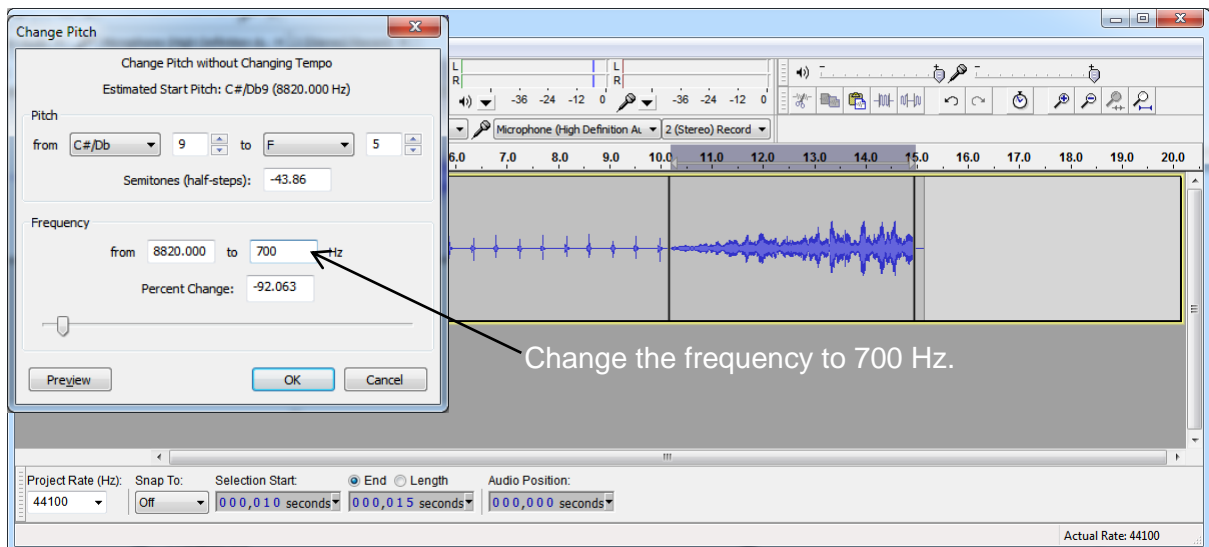 Change Pitch
Change Pitch without Changing Tempo
Estimated Start Pitch: C#/Db9 (8820.000 Hz)
Pitch
from C#/Db 9 to F 5
Semitones (half-steps): -43.86
Frequency
from 8820.000 to 700 Hz
Percent Change: -92.063
Preview OK Cancel
L L
R R
-36 -24 -12 0 -36 -24 -12 0
Microphone (High Definition Au 2 (Stereo) Record
6.0 7.0 8.0 9.0 10.0 11.0 12.0 13.0 14.0 15.0 16.0 17.0 18.0 19.0 20.0
Change the frequency to 700 Hz.
Project Rate (Hz): Snap To: Selection Start: End Length Audio Position:
44100 Off 000,010 seconds 000,015 seconds 000,000 seconds
Actual Rate: 44100